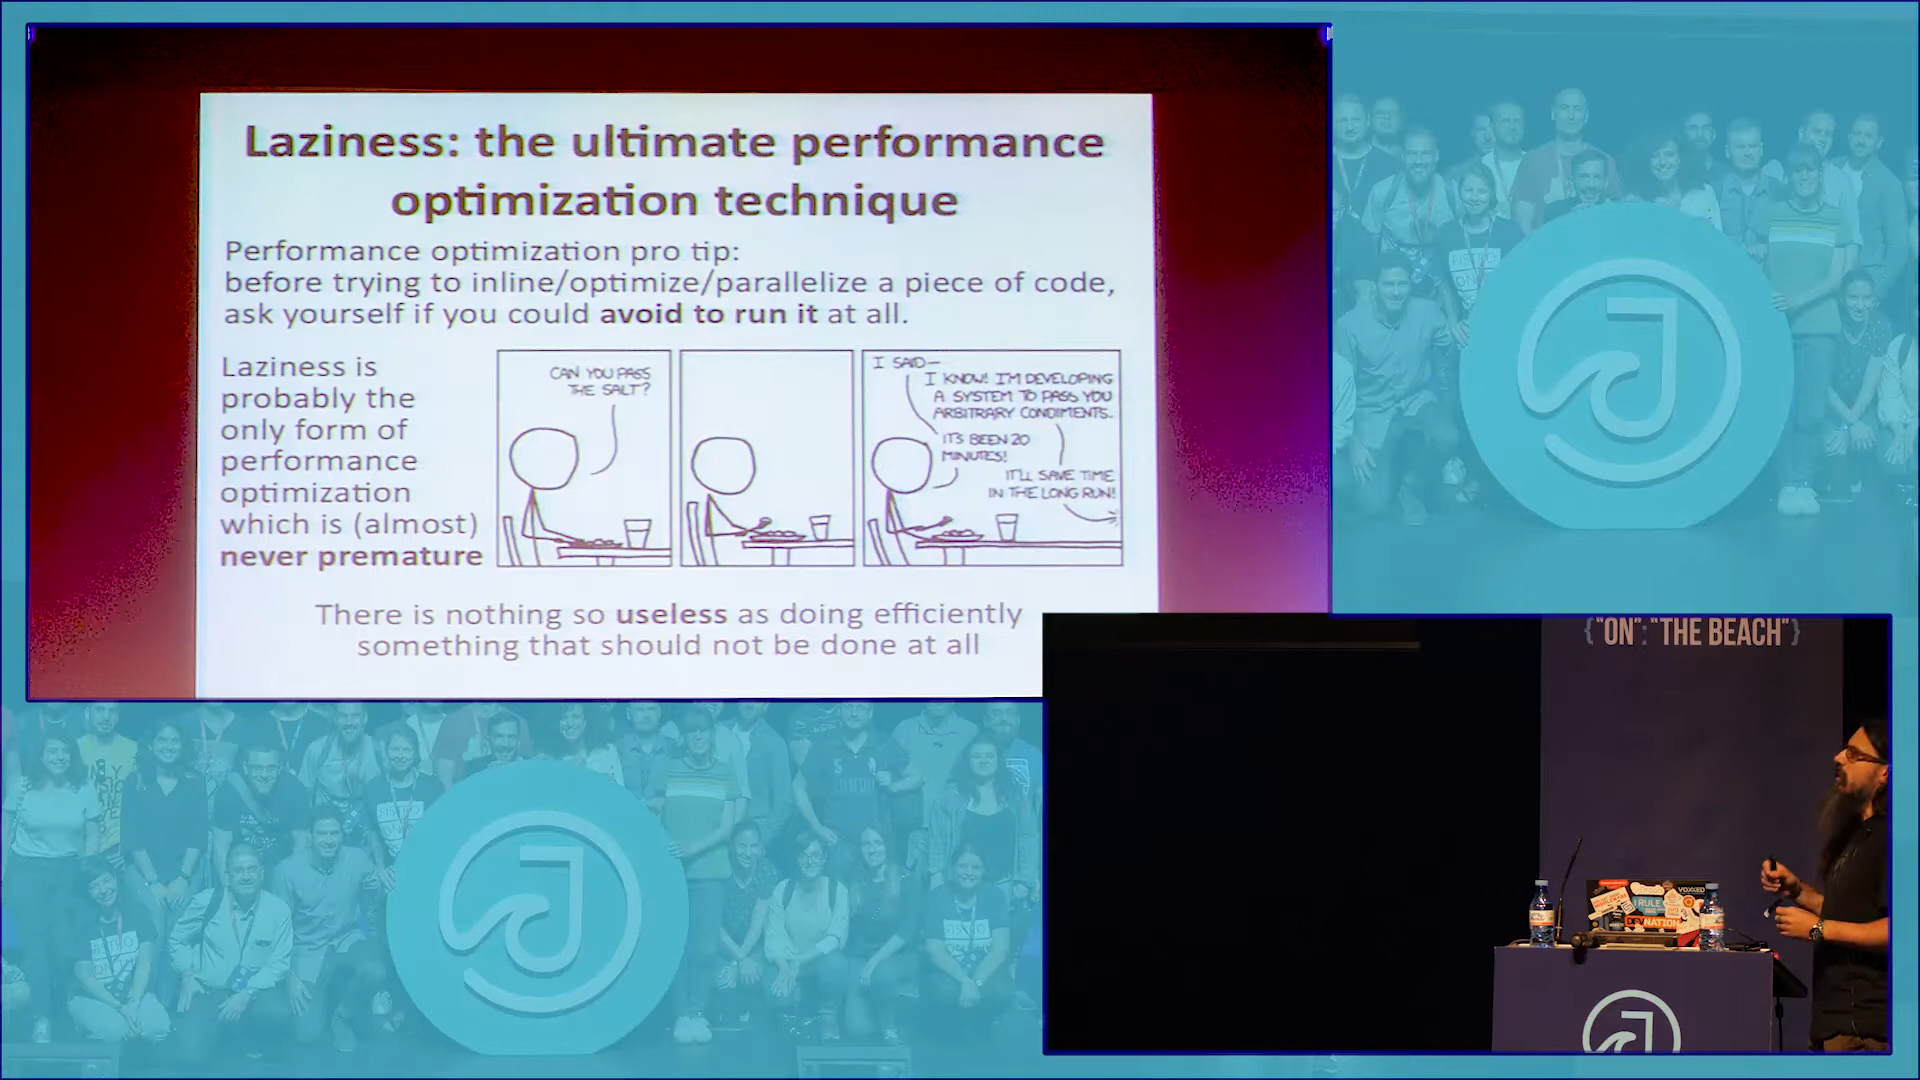 Laziness: the ultimate performance
optimization technique
Performance optimization pro tip:
before trying to inline/optimize/parallelize a piece of code,
ask yourself if you could avoid to run it at all.
Laziness is
probably the
only form of
performance
optimization
which is (almost)
never premature
CAN YOU PASS
THE SALT?
I SAID—
I KNOW! I'M DEVELOPING
A SYSTEM TO PASS YOU
ARBITRARY CONDIMENTS.
IT'S BEEN 20
MINUTES!
IT'LL SAVE TIME
IN THE LONG RUN!
There is nothing so useless as doing efficiently
something that should not be done at all
{"ON": "THE BEACH"}
VOXXED
I RULE
DEVNATION